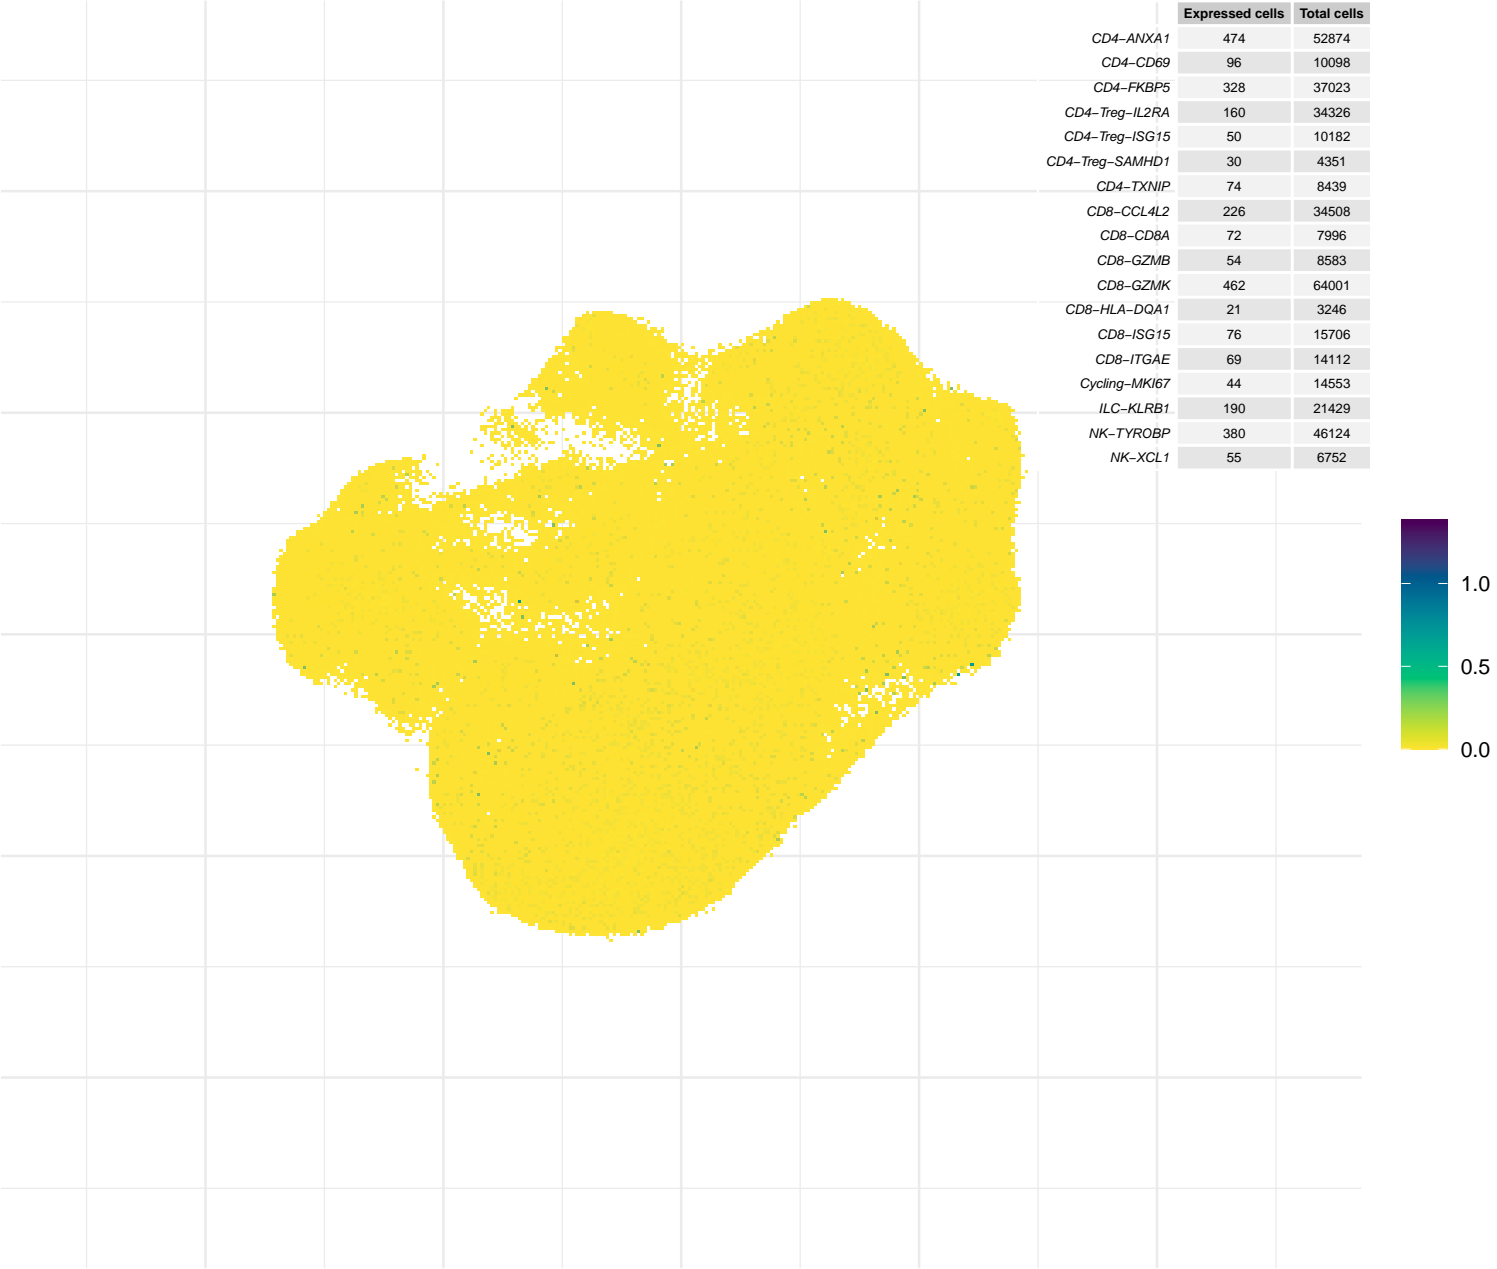 Expressed cells Total cells
CD4−ANXA1 474 52874
CD4−CD69 96 10098
CD4−FKBP5 328 37023
CD4−Treg−IL2RA 160 34326
CD4−Treg−ISG15 50 10182
CD4−Treg−SAMHD1 30 4351
CD4−TXNIP 74 8439
CD8−CCL4L2 226 34508
CD8−CD8A 72 7996
CD8−GZMB 54 8583
CD8−GZMK 462 64001
CD8−HLA−DQA1 21 3246
CD8−ISG15 76 15706
CD8−ITGAE 69 14112
Cycling−MKI67 44 14553
ILC−KLRB1 190 21429
NK−TYROBP 380 46124
NK−XCL1 55 6752
1.0
0.5
0.0